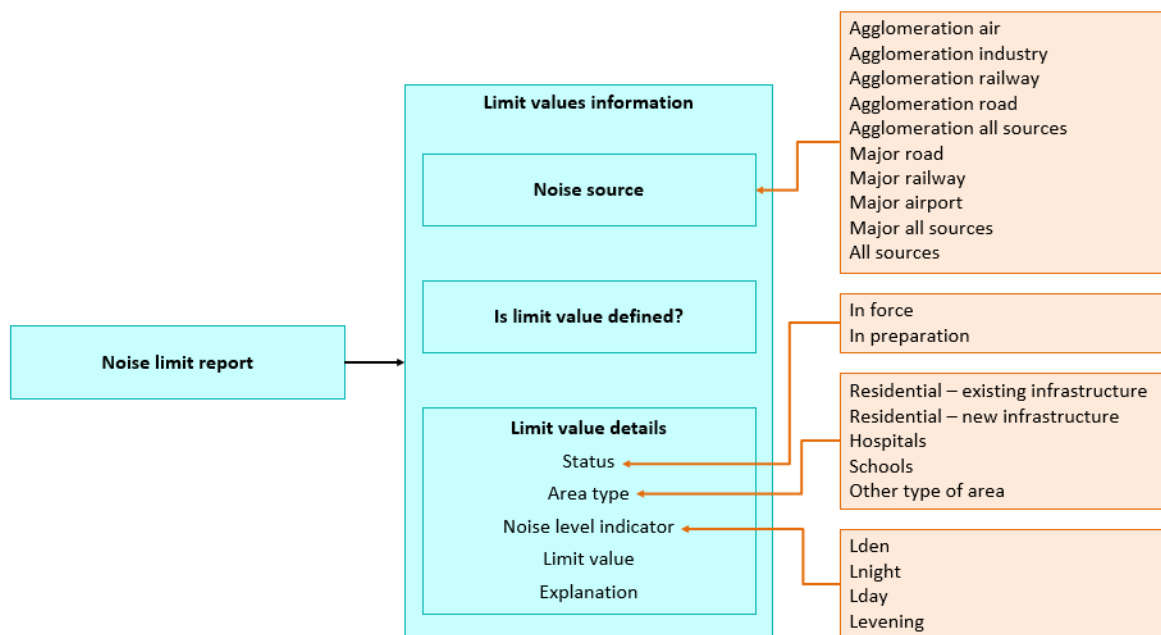 Noise limit report
Limit values information
Noise source
Is limit value defined?
Limit value details
Status
Area type
Noise level indicator
Limit value
Explanation
Agglomeration air
Agglomeration industry
Agglomeration railway
Agglomeration road
Agglomeration all sources
Major road
Major railway
Major airport
Major all sources
All sources
In force
In preparation
Residential – existing infrastructure
Residential – new infrastructure
Hospitals
Schools
Other type of area
Lden
Lnight
Lday
Levening